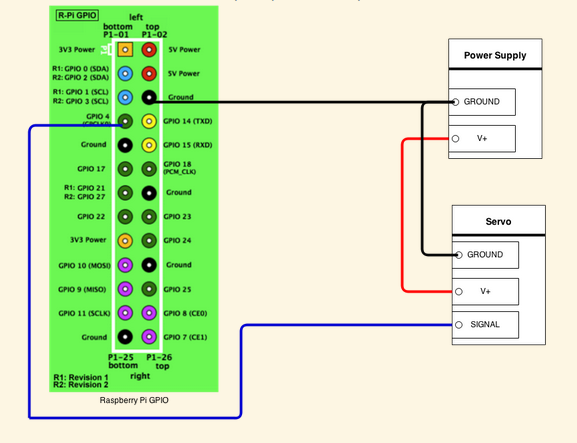 R-Pi GPIO
left
bottom top
P1-01 P1-02
3V3 Power
5V Power
R1: GPIO 0 (SDA)
R2: GPIO 2 (SDA)
5V Power
R1: GPIO 1 (SCL)
R2: GPIO 3 (SCL)
Ground
GPIO 4
(GPCLK0)
GPIO 14 (TXD)
Ground
GPIO 15 (RXD)
GPIO 17
GPIO 18
(PCM_CLK)
R1: GPIO 21
R2: GPIO 27
Ground
GPIO 22
GPIO 23
3V3 Power
GPIO 24
GPIO 10 (MOSI)
Ground
GPIO 9 (MISO)
GPIO 25
GPIO 11 (SCLK)
GPIO 8 (CE0)
Ground
GPIO 7 (CE1)
P1-25 P1-26
bottom top
R1: Revision 1
R2: Revision 2
right
Raspberry Pi GPIO
Power Supply
GROUND
V+
Servo
GROUND
V+
SIGNAL